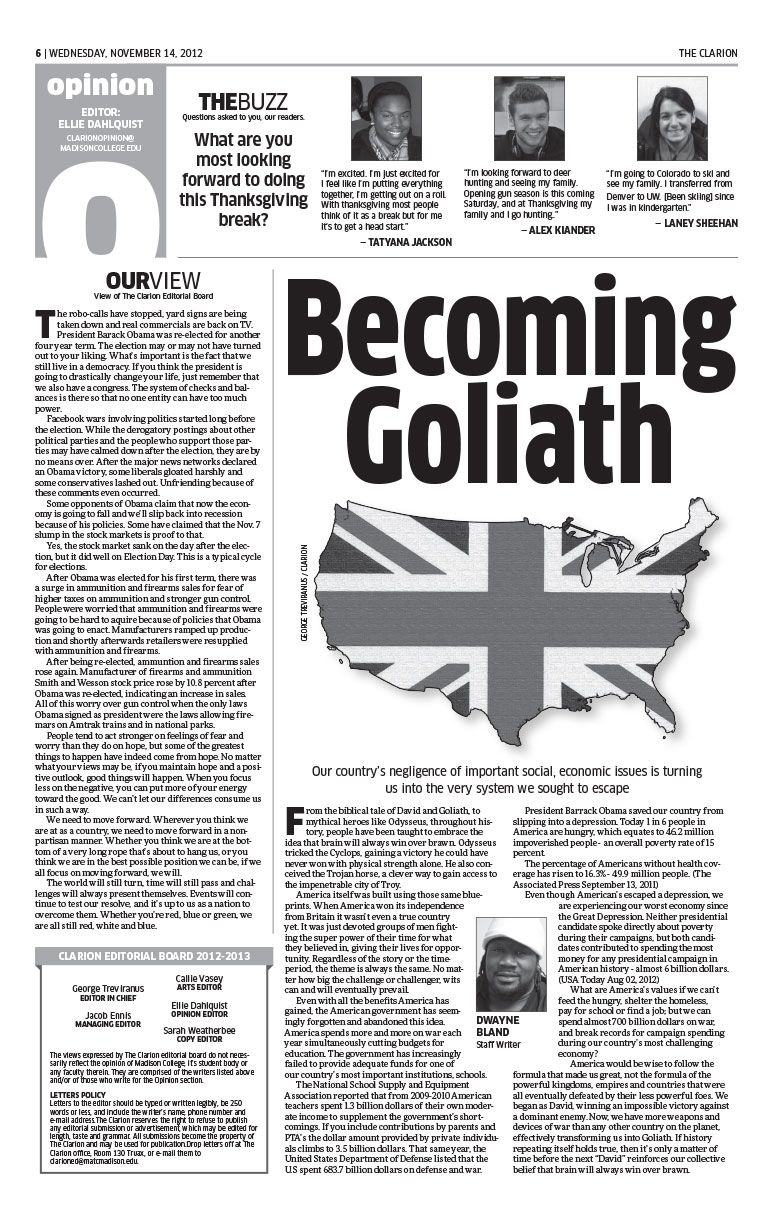 6 | WEDNESDAY, NOVEMBER 14, 2012
THE CLARION
opinion
EDITOR:
ELLIE DAHLQUIST
CLARIONOPINION@
MADISONCOLLEGE.EDU
o
THEBUZZ
Questions asked to you, our readers.
What are you
most looking
forward to doing
this Thanksgiving
break?
"I'm excited. I'm just excited for
I feel like I'm putting everything
together, I'm getting out on a roll.
With thanksgiving most people
think of it as a break but for me
it's to get a head start."
– TATYANA JACKSON
"I'm looking forward to deer
hunting and seeing my family.
Opening gun season is this coming
Saturday, and at Thanksgiving my
family and I go hunting."
– ALEX KIANDER
"I'm going to Colorado to ski and
see my family. I transferred from
Denver to UW. (Been skiing) since
I was in kindergarten."
– LANEY SHEEHAN
OURVIEW
View of The Clarion Editorial Board
The robo-calls have stopped, yard signs are being
taken down and real commercials are back on T.V.
President Barack Obama was re-elected for another
four year term. The election may or may not have turned
out to your liking. What's important is the fact that we
still live in a democracy. If you think the president is
going to drastically change your life, just remember that
we also have a congress. The system of checks and bal-
ances is there so that no one entity can have too much
power.
Facebook wars involving politics started long before
the election. While the derogatory postings about other
political parties and the people who support those par-
ties may have calmed down after the election, they are by
no means over. After the major news networks declared
an Obama victory, some liberals gloated harshly and
some conservatives lashed out. Unfriending because of
these comments even occurred.
Some opponents of Obama claim that now the econ-
omy is going to fall and we'll slip back into recession
because of his policies. Some have claimed that the Nov. 7
slump in the stock markets is proof to that.
Yes, the stock market sank on the day after the elec-
tion, but it did well on Election Day. This is a typical cycle
for elections.
After Obama was elected for his first term, there was
a surge in ammunition and firearms sales for fear of
higher taxes on ammunition and stronger gun control.
People were worried that ammunition and firearms were
going to be hard to aquire because of policies that Obama
was going to enact. Manufacturers ramped up produc-
tion and shortly afterwards retailers were resupplied
with ammunition and firearms.
After being re-elected, ammuntion and firearms sales
rose again. Manufacturer of firearms and ammunition
Smith and Wesson stock price rose by 10.8 percent after
Obama was re-elected, indicating an increase in sales.
All of this worry over gun control when the only laws
Obama signed as president were the laws allowing fire-
mars on Amtrak trains and in national parks.
People tend to act stronger on feelings of fear and
worry than they do on hope, but some of the greatest
things to happen have indeed come from hope. No matter
what your views may be, if you maintain hope and a posi-
tive outlook, good things will happen. When you focus
less on the negative, you can put more of your energy
toward the good. We can't let our differences consume us
in such a way.
We need to move forward. Wherever you think we
are at as a country, we need to move forward in a non-
partisan manner. Whether you think we are at the bot-
tom of a very long rope that's about to hang us, or you
think we are in the best possible position we can be, if we
all focus on moving forward, we will.
The world will still turn, time will still pass and chal-
lenges will always present themselves. Events will con-
tinue to test our resolve, and it's up to us as a nation to
overcome them. Whether you're red, blue or green, we
are all still red, white and blue.
CLARION EDITORIAL BOARD 2012-2013
George Treviranus
EDITOR IN CHIEF
Jacob Ennis
MANAGING EDITOR
Callie Vasey
ARTS EDITOR
Ellie Dahlquist
OPINION EDITOR
Sarah Weatherbee
COPY EDITOR
The views expressed by The Clarion editorial board do not neces-
sarily reflect the opinion of Madison College, it's student body or
any faculty therein. They are comprised of the writers listed above
and/or of those who write for the Opinion section.
LETTERS POLICY
Letters to the editor should be typed or written legibly, be 250
words or less, and include the writer's name, phone number and
e-mail address.The Clarion reserves the right to refuse to publish
any editorial submission or advertisement, which may be edited for
length, taste and grammar. All submissions become the property of
The Clarion and may be used for publication.Drop letters off at The
Clarion office, Room 130 Truax, or e-mail them to
clarioned@matcmadison.edu.
Becoming
Goliath
GEORGE TREVIRANUS / CLARION
Our country's negligence of important social, economic issues is turning
us into the very system we sought to escape
From the biblical tale of David and Goliath, to
mythical heroes like Odysseus, throughout his-
tory, people have been taught to embrace the
idea that brain will always win over brawn. Odysseus
tricked the Cyclops, gaining a victory he could have
never won with physical strength alone. He also con-
ceived the Trojan horse, a clever way to gain access to
the impenetrable city of Troy.
America itself was built using those same blue-
prints. When America won its independence
from Britain it wasn't even a true country
yet. It was just devoted groups of men fight-
ing the super power of their time for what
they believed in, giving their lives for oppor-
tunity. Regardless of the story or the time-
period, the theme is always the same. No mat-
ter how big the challenge or challenger, wits
can and will eventually prevail.
Even with all the benefits America has
gained, the American government has seem-
ingly forgotten and abandoned this idea.
America spends more and more on war each
year simultaneously cutting budgets for
education. The government has increasingly
failed to provide adequate funds for one of
our country's most important institutions, schools.
The National School Supply and Equipment
Association reported that from 2009-2010 American
teachers spent 1.3 billion dollars of their own moder-
ate income to supplement the government's short-
comings. If you include contributions by parents and
PTA's the dollar amount provided by private individu-
als climbs to 3.5 billion dollars. That same year, the
United States Department of Defense listed that the
U.S spent 683.7 billion dollars on defense and war.
DWAYNE
BLAND
Staff Writer
President Barrack Obama saved our country from
slipping into a depression. Today 1 in 6 people in
America are hungry, which equates to 46.2 million
impoverished people- an overall poverty rate of 15
percent.
The percentage of Americans without health cov-
erage has risen to 16.3%- 49.9 million people. (The
Associated Press September 13, 2011)
Even though American's escaped a depression, we
are experiencing our worst economy since
the Great Depression. Neither presidential
candidate spoke directly about poverty
during their campaigns, but both candi-
dates contributed to spending the most
money for any presidential campaign in
American history - almost 6 billion dollars.
(USA Today Aug 02, 2012)
What are America's values if we can't
feed the hungry, shelter the homeless,
pay for school or find a job; but we can
spend almost 700 billion dollars on war,
and break records for campaign spending
during our country's most challenging
economy?
America would be wise to follow the
formula that made us great, not the formula of the
powerful kingdoms, empires and countries that were
all eventually defeated by their less powerful foes. We
began as David, winning an impossible victory against
a dominant enemy. Now, we have more weapons and
devices of war than any other country on the planet,
effectively transforming us into Goliath. If history
repeating itself holds true, then it's only a matter of
time before the next "David" reinforces our collective
belief that brain will always win over brawn.